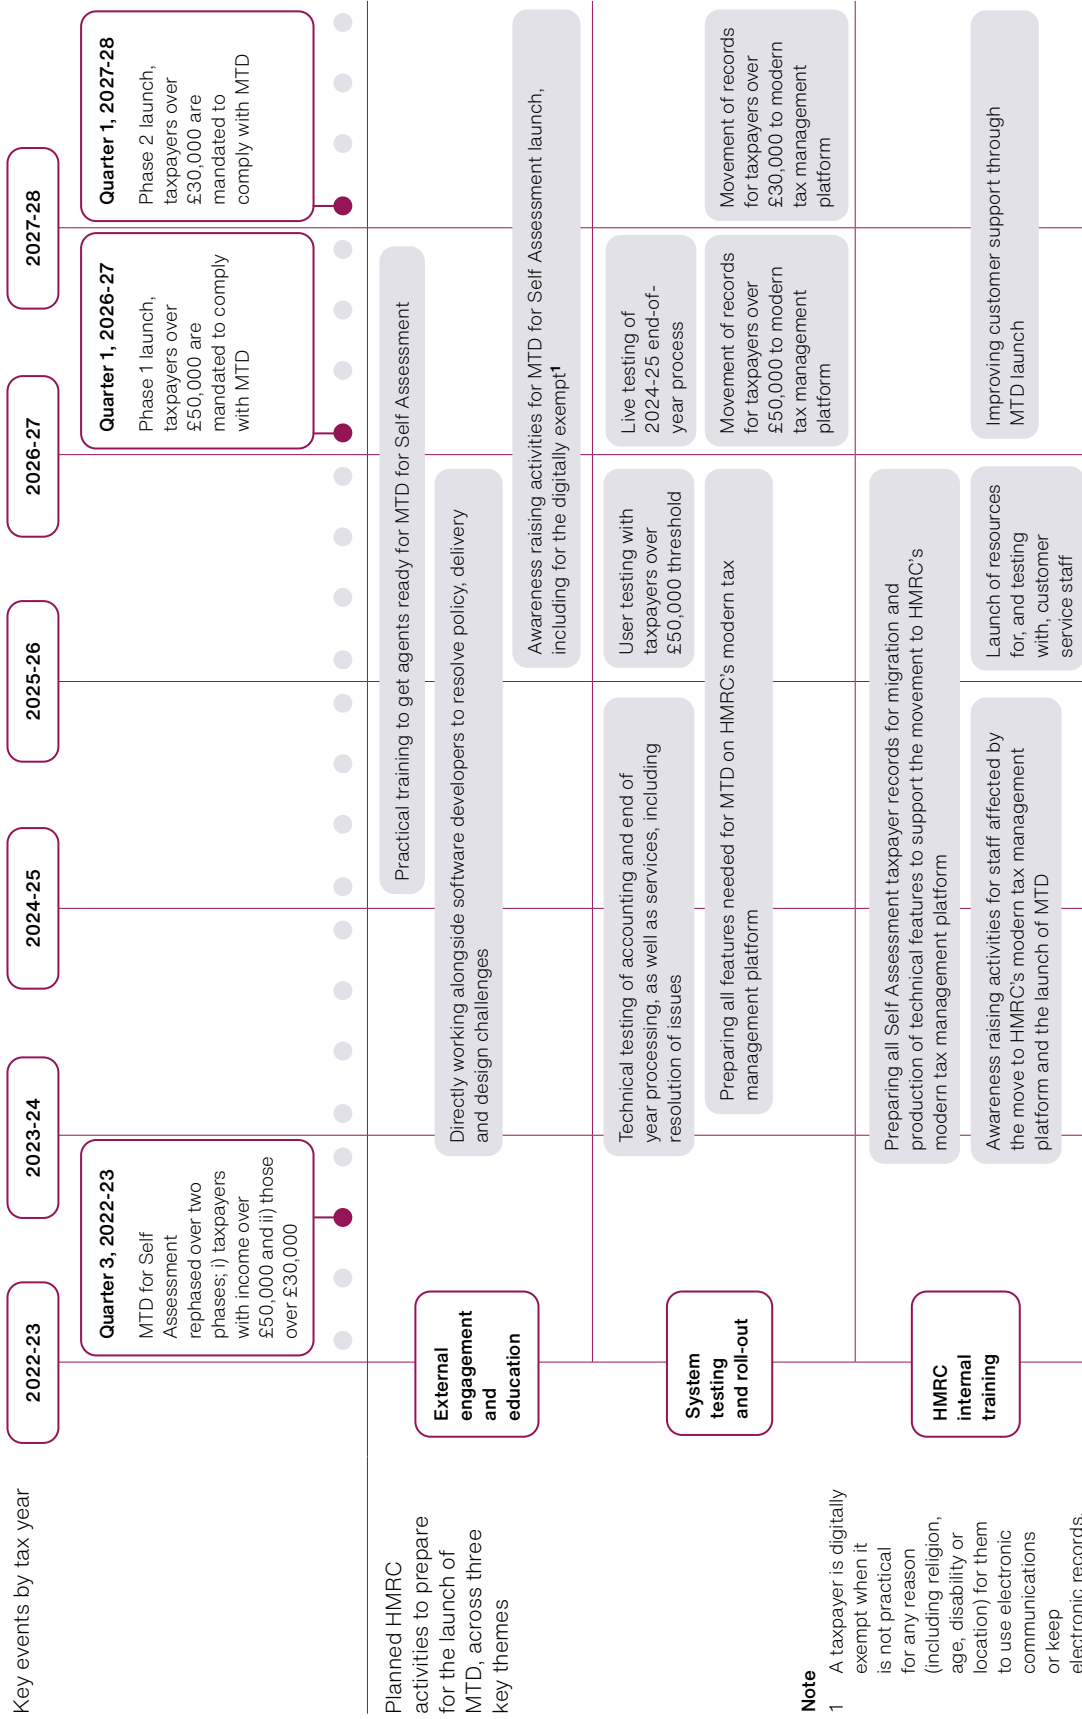 Key events by tax year
2022-23
2023-24
2024-25
2025-26
2026-27
2027-28
Quarter 3, 2022-23
MTD for Self
Assessment
rephased over two
phases; i) taxpayers
with income over
£50,000 and ii) those
over £30,000
Quarter 1, 2026-27
Phase 1 launch,
taxpayers over
£50,000 are
mandated to comply
with MTD
Quarter 1, 2027-28
Phase 2 launch,
taxpayers over
£30,000 are
mandated to
comply with MTD
Planned HMRC
activities to prepare
for the launch of
MTD, across three
key themes
External
engagement
and
education
Practical training to get agents ready for MTD for Self Assessment
Directly working alongside software developers to resolve policy, delivery
and design challenges
Awareness raising activities for MTD for Self Assessment launch,
including for the digitally exempt1
System
testing
and roll-out
Technical testing of accounting and end of
year processing, as well as services, including
resolution of issues
User testing with
taxpayers over
£50,000 threshold
Live testing of
2024-25 end-of-
year process
Preparing all features needed for MTD on HMRC's modern tax
management platform
Movement of records
for taxpayers over
£50,000 to modern
tax management
platform
Movement of records
for taxpayers over
£30,000 to modern
tax management
platform
HMRC
internal
training
Preparing all Self Assessment taxpayer records for migration and
production of technical features to support the movement to HMRC's
modern tax management platform
Awareness raising activities for staff affected by
the move to HMRC's modern tax management
platform and the launch of MTD
Launch of resources
for, and testing
with, customer
service staff
Improving customer support through
MTD launch
Note
1 A taxpayer is digitally
exempt when it
is not practical
for any reason
(including religion,
age, disability or
location) for them
to use electronic
communications
or keep
electronic records.